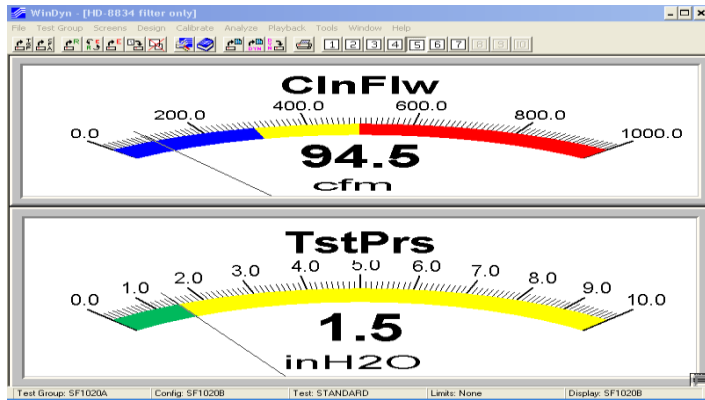 WinDyn - [HD-8834 filter only]
File Test Group Screens Design Calibrate Analyze Playback Tools Window Help
1 2 3 4 5 6 7 8 9 10
ClnFlw
0.0 200.0 400.0 600.0 800.0 1000.0
94.5
cfm
TstPrs
0.0 1.0 2.0 3.0 4.0 5.0 6.0 7.0 8.0 9.0 10.0
1.5
inH2O
Test Group: SF1020A Config: SF1020B Test: STANDARD Limits: None Display: SF1020B